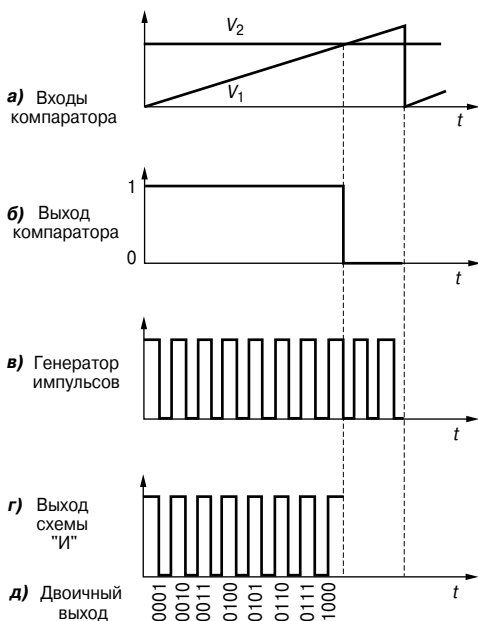 V₂
V₁
а) Входы
компаратора
t
1
б) Выход
компаратора
0
t
в) Генератор
импульсов
t
г) Выход
схемы
"И"
t
д) Двоичный
выход
0001
0010
0011
0100
0101
0110
0111
1000